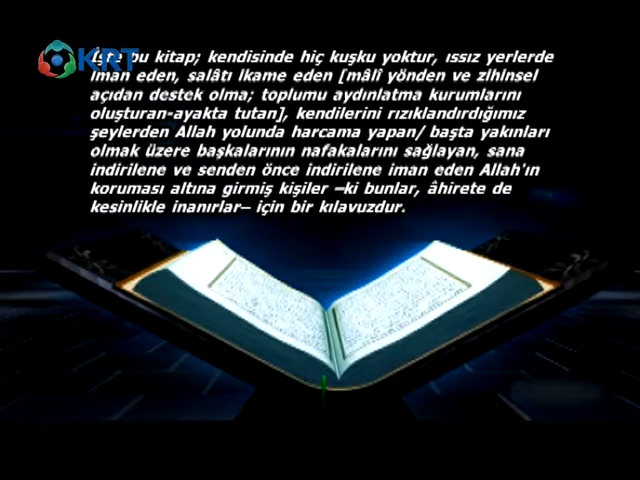 KRT
İşte bu kitap; kendisinde hiç kuşku yoktur, ıssız yerlerde
iman eden, salâtı ikame eden [mâlî yönden ve zihinsel
açıdan destek olma; toplumu aydınlatma kurumlarını
oluşturan-ayakta tutan], kendilerini rızıklandırdığımız
şeylerden Allah yolunda harcama yapan/ başta yakınları
olmak üzere başkalarının nafakalarını sağlayan, sana
indirilene ve senden önce indirilene iman eden Allah'ın
koruması altına girmiş kişiler –ki bunlar, âhirete de
kesinlikle inanırlar– için bir kılavuzdur.